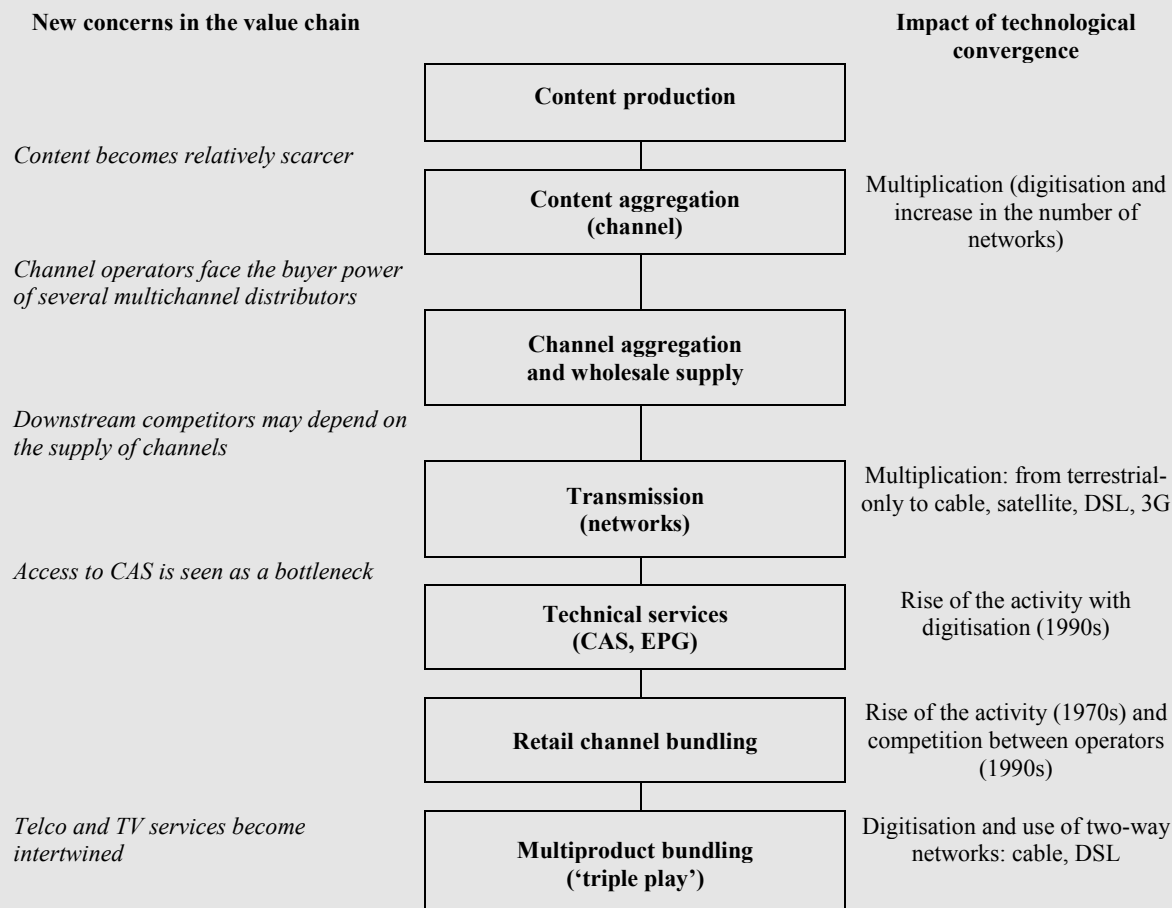 New concerns in the value chain
Impact of technological
convergence
Content production
Content becomes relatively scarcer
Content aggregation
(channel)
Multiplication (digitisation and
increase in the number of
networks)
Channel operators face the buyer power
of several multichannel distributors
Channel aggregation
and wholesale supply
Downstream competitors may depend on
the supply of channels
Transmission
(networks)
Multiplication: from terrestrial-
only to cable, satellite, DSL, 3G
Access to CAS is seen as a bottleneck
Technical services
(CAS, EPG)
Rise of the activity with
digitisation (1990s)
Retail channel bundling
Rise of the activity (1970s) and
competition between operators
(1990s)
Telco and TV services become
intertwined
Multiproduct bundling
(‘triple play’)
Digitisation and use of two-way
networks: cable, DSL